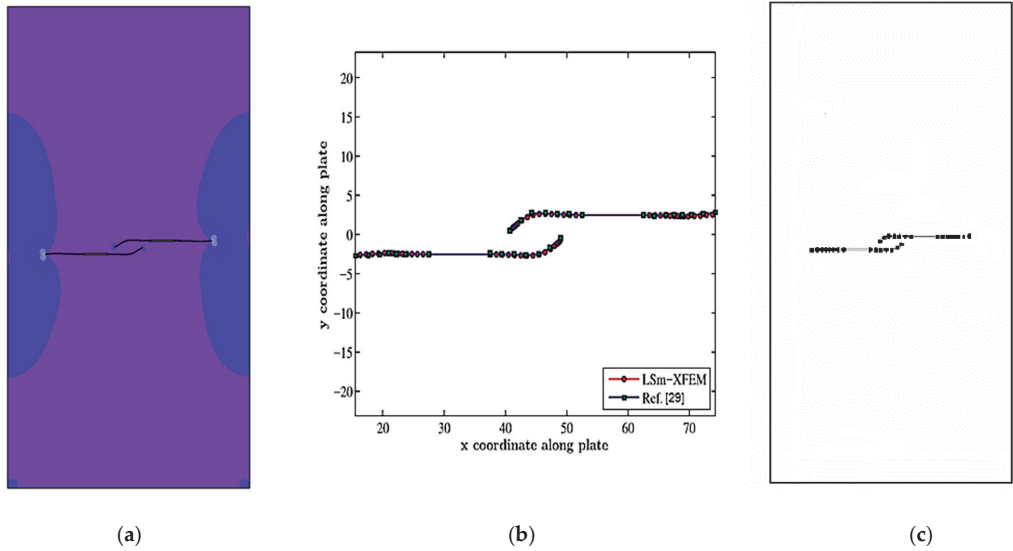 20
15
10
5
0
−5
−10
−15
−20
y coordinate along plate
LSm-XFEM
Ref. [29]
20 30 40 50 60 70
x coordinate along plate
(a) (b) (c)